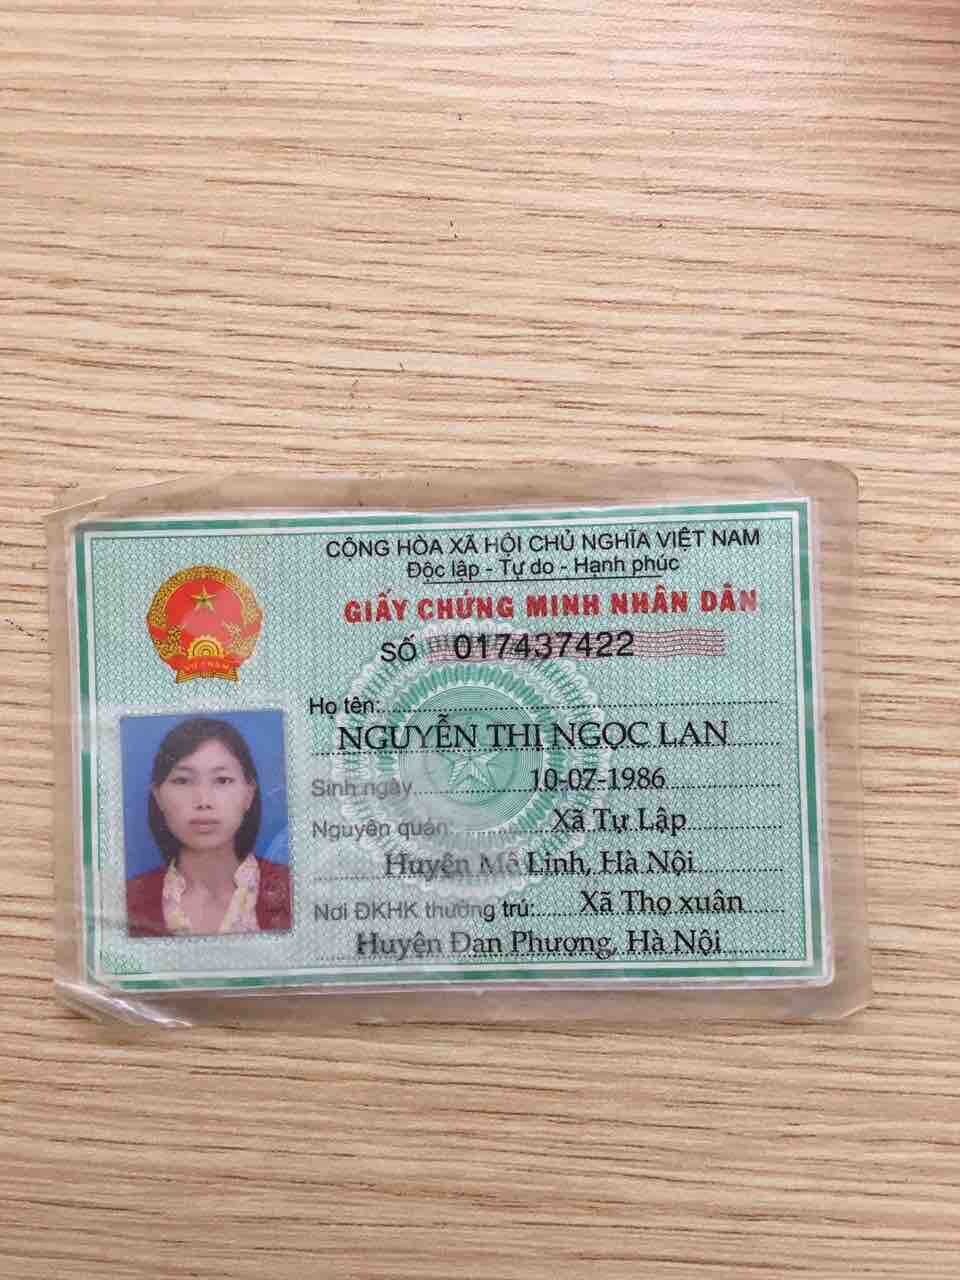 CỘNG HÒA XÃ HỘI CHỦ NGHĨA VIỆT NAM
Độc lập - Tự do - Hạnh phúc
GIẤY CHỨNG MINH NHÂN DÂN
SỐ 017437422
VIỆT NAM
Họ tên:
NGUYỄN THỊ NGỌC LAN
Sinh ngày 10-07-1986
Nguyên quán: Xã Tự Lập
Huyện Mê Linh, Hà Nội
Nơi ĐKHK thường trú: Xã Thọ xuân
Huyện Đan Phượng, Hà Nội